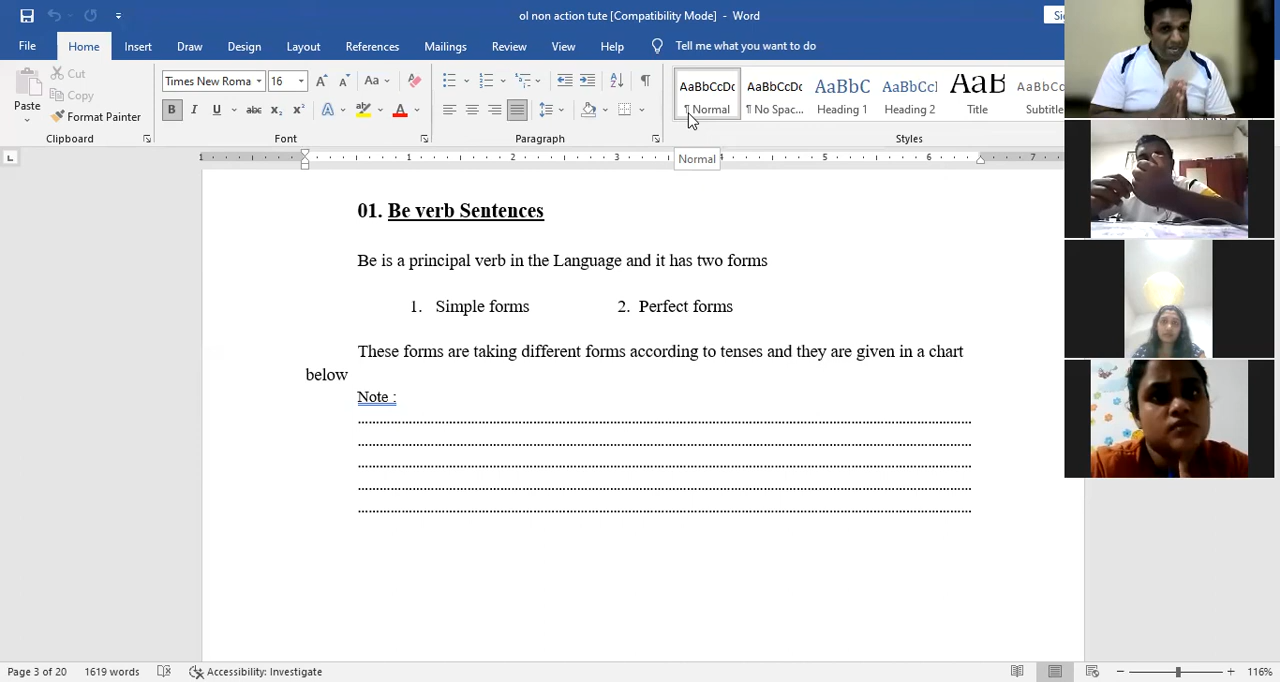 ol non action tute [Compatibility Mode] - Word
File Home Insert Draw Design Layout References Mailings Review View Help Tell me what you want to do
Paste
Cut
Copy
Format Painter
Times New Roma 16
Clipboard Font Paragraph Styles
AaBbCcDc AaBbCcDc AaBbC AaBbCcI AaB AaBbCcD
¶ Normal ¶ No Spac... Heading 1 Heading 2 Title Subtitle
Normal
01. Be verb Sentences
Be is a principal verb in the Language and it has two forms
1. Simple forms 2. Perfect forms
These forms are taking different forms according to tenses and they are given in a chart
below
Note :
Page 3 of 20 1619 words Accessibility: Investigate 116%